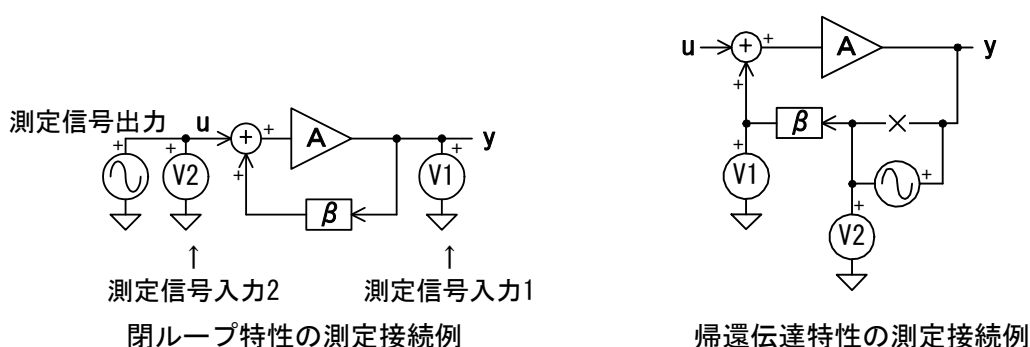 測定信号出力 u + A y
+ + + +
V2 V1
+ β
↑ ↑
測定信号入力2 測定信号入力1
閉ループ特性の測定接続例
u + + A y
+
β ×
+ +
V1 +
V2
帰還伝達特性の測定接続例